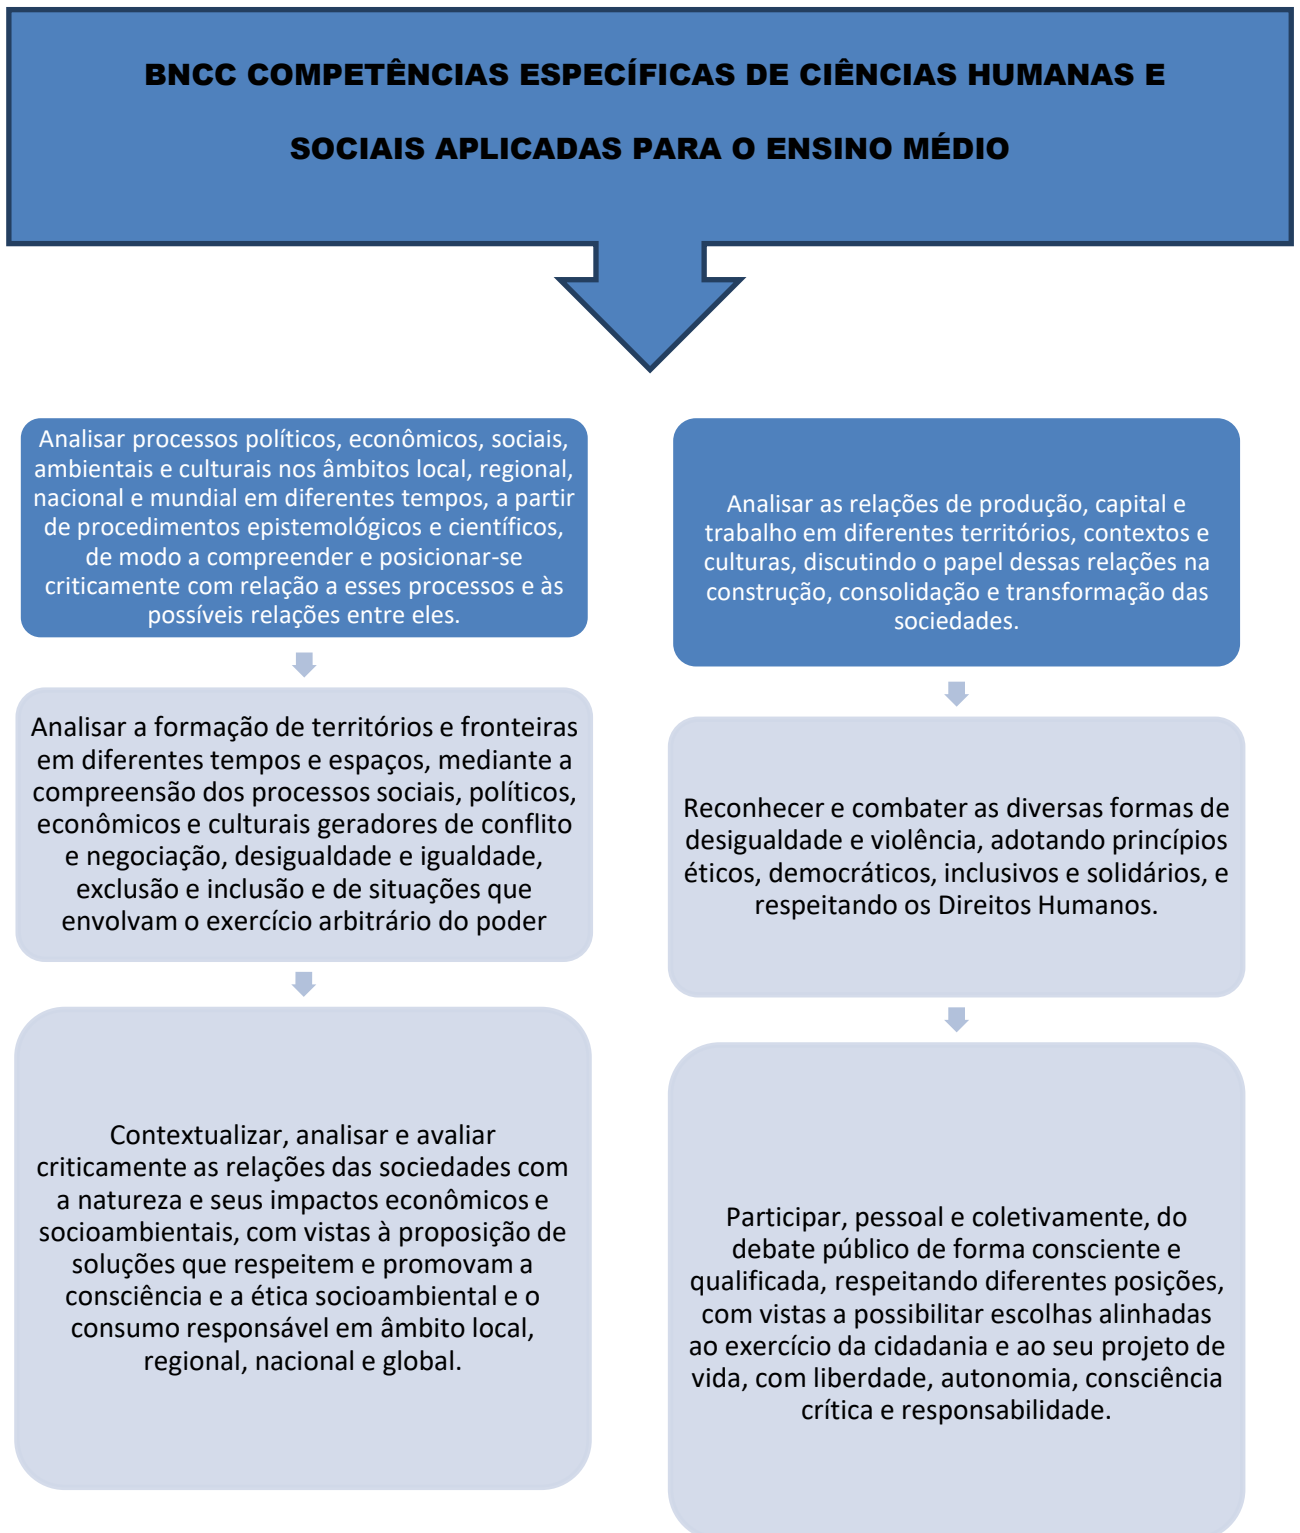 BNCC COMPETÊNCIAS ESPECÍFICAS DE CIÊNCIAS HUMANAS E
SOCIAIS APLICADAS PARA O ENSINO MÉDIO
Analisar processos políticos, econômicos, sociais,
ambientais e culturais nos âmbitos local, regional,
nacional e mundial em diferentes tempos, a partir
de procedimentos epistemológicos e científicos,
de modo a compreender e posicionar-se
criticamente com relação a esses processos e às
possíveis relações entre eles.
Analisar a formação de territórios e fronteiras
em diferentes tempos e espaços, mediante a
compreensão dos processos sociais, políticos,
econômicos e culturais geradores de conflito
e negociação, desigualdade e igualdade,
exclusão e inclusão e de situações que
envolvam o exercício arbitrário do poder
Contextualizar, analisar e avaliar
criticamente as relações das sociedades com
a natureza e seus impactos econômicos e
socioambientais, com vistas à proposição de
soluções que respeitem e promovam a
consciência e a ética socioambiental e o
consumo responsável em âmbito local,
regional, nacional e global.
Analisar as relações de produção, capital e
trabalho em diferentes territórios, contextos e
culturas, discutindo o papel dessas relações na
construção, consolidação e transformação das
sociedades.
Reconhecer e combater as diversas formas de
desigualdade e violência, adotando princípios
éticos, democráticos, inclusivos e solidários, e
respeitando os Direitos Humanos.
Participar, pessoal e coletivamente, do
debate público de forma consciente e
qualificada, respeitando diferentes posições,
com vistas a possibilitar escolhas alinhadas
ao exercício da cidadania e ao seu projeto de
vida, com liberdade, autonomia, consciência
crítica e responsabilidade.